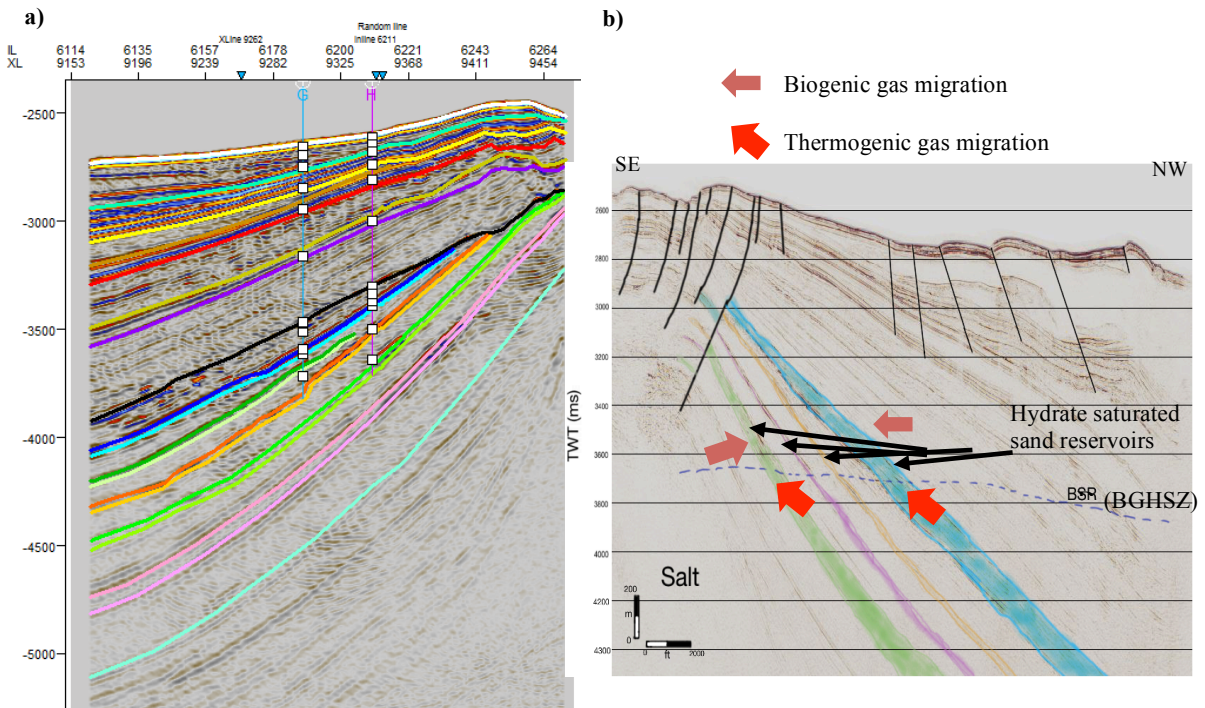 a)
Random line
XLine 9262
Inline 6211
IL 6114 6135 6157 6178 6200 6221 6243 6264
XL 9153 9196 9239 9282 9325 9368 9411 9454
G H
-2500
-3000
-3500
-4000
-4500
-5000
b)
Biogenic gas migration
Thermogenic gas migration
SE NW
TWT (ms)
2600
2800
3000
3200
3400
3600
3800
4000
4200
4300
Hydrate saturated
sand reservoirs
BSR (BGHSZ)
Salt
200
m
0
0 2000
ft